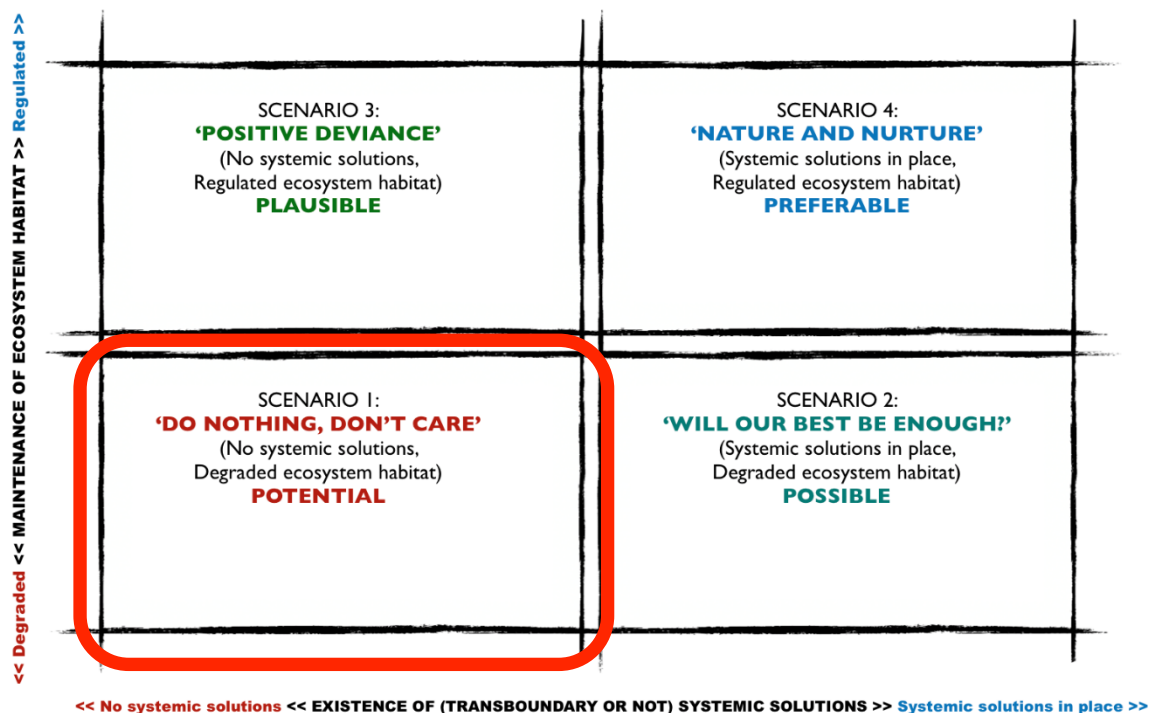 << Degraded << MAINTENANCE OF ECOSYSTEM HABITAT >> Regulated >>
SCENARIO 3:
‘POSITIVE DEVIANCE’
(No systemic solutions,
Regulated ecosystem habitat)
PLAUSIBLE
SCENARIO 4:
‘NATURE AND NURTURE’
(Systemic solutions in place,
Regulated ecosystem habitat)
PREFERABLE
SCENARIO 1:
‘DO NOTHING, DON’T CARE’
(No systemic solutions,
Degraded ecosystem habitat)
POTENTIAL
SCENARIO 2:
‘WILL OUR BEST BE ENOUGH?’
(Systemic solutions in place,
Degraded ecosystem habitat)
POSSIBLE
<< No systemic solutions << EXISTENCE OF (TRANSBOUNDARY OR NOT) SYSTEMIC SOLUTIONS >> Systemic solutions in place >>